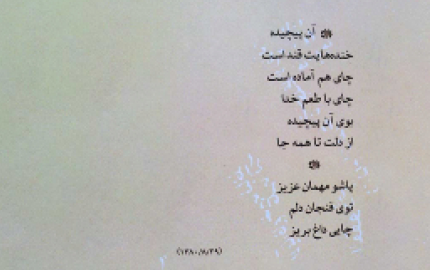 آن پیچیده
خنده‌هایت قند است
چای هم آماده است
چای با طعم خدا
بوی آن پیچیده
از دلت تا همه جا
پاشو مهمان عزیز
توی فنجان دلم
چایی داغ بریز
(۱۳۸۰/۸/۲۹)